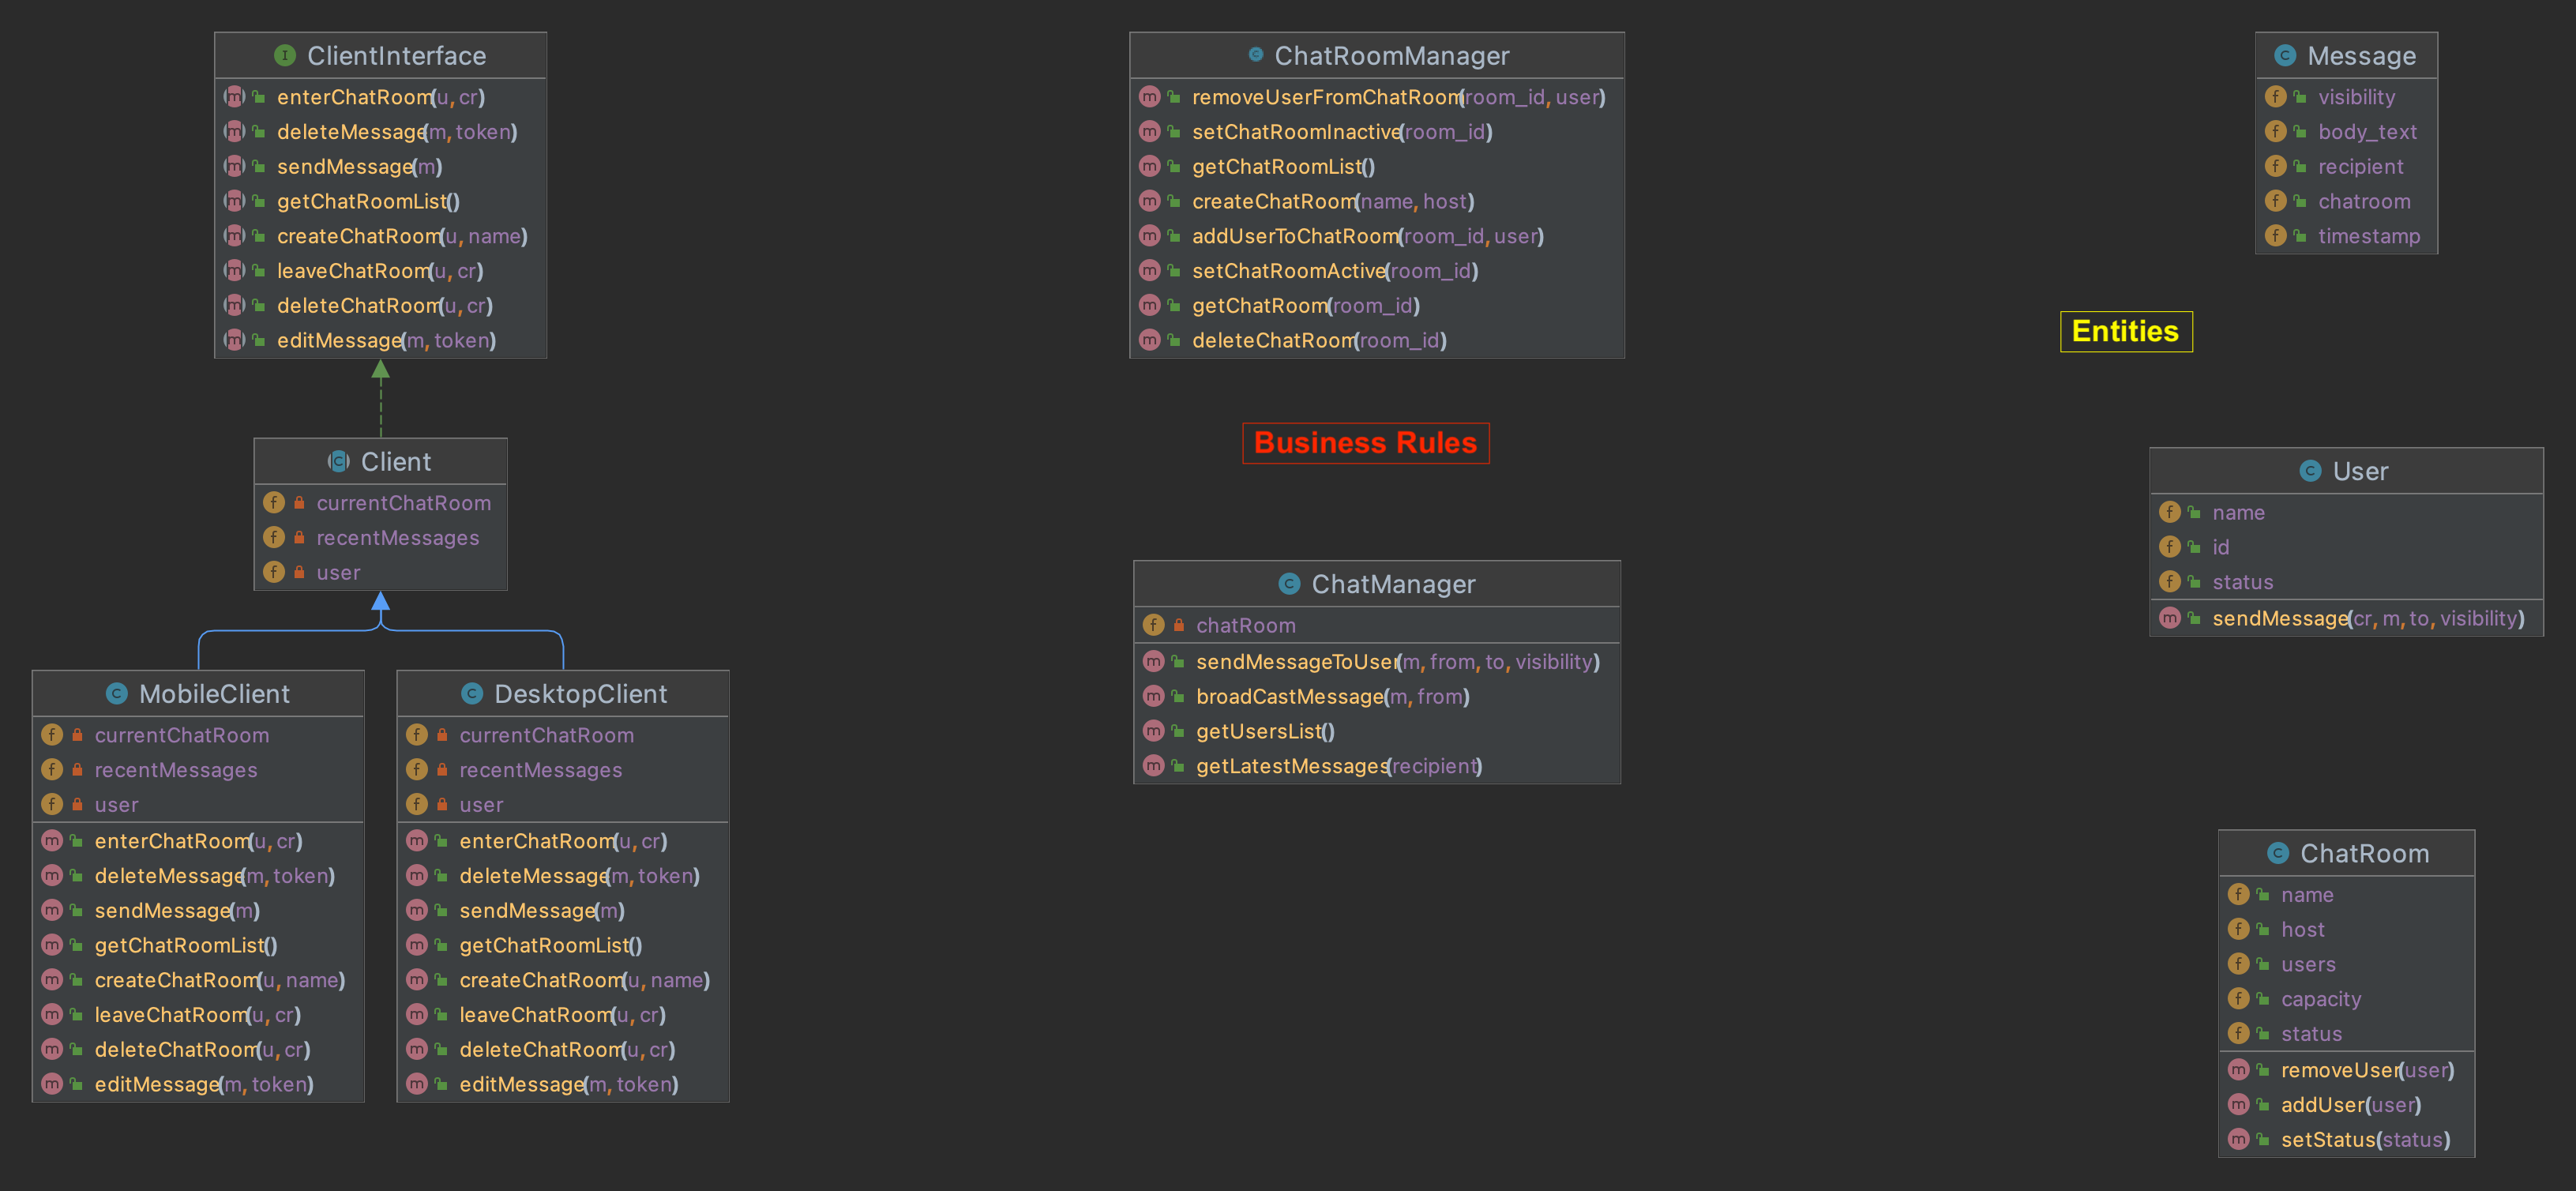 ClientInterface
enterChatRoom(u, cr)
deleteMessage(m, token)
sendMessage(m)
getChatRoomList()
createChatRoom(u, name)
leaveChatRoom(u, cr)
deleteChatRoom(u, cr)
editMessage(m, token)
Client
currentChatRoom
recentMessages
user
MobileClient
currentChatRoom
recentMessages
user
enterChatRoom(u, cr)
deleteMessage(m, token)
sendMessage(m)
getChatRoomList()
createChatRoom(u, name)
leaveChatRoom(u, cr)
deleteChatRoom(u, cr)
editMessage(m, token)
DesktopClient
currentChatRoom
recentMessages
user
enterChatRoom(u, cr)
deleteMessage(m, token)
sendMessage(m)
getChatRoomList()
createChatRoom(u, name)
leaveChatRoom(u, cr)
deleteChatRoom(u, cr)
editMessage(m, token)
ChatRoomManager
removeUserFromChatRoom(room_id, user)
setChatRoomInactive(room_id)
getChatRoomList()
createChatRoom(name, host)
addUserToChatRoom(room_id, user)
setChatRoomActive(room_id)
getChatRoom(room_id)
deleteChatRoom(room_id)
Business Rules
ChatManager
chatRoom
sendMessageToUser(m, from, to, visibility)
broadCastMessage(m, from)
getUsersList()
getLatestMessages(recipient)
Message
visibility
body_text
recipient
chatroom
timestamp
Entities
User
name
id
status
sendMessage(cr, m, to, visibility)
ChatRoom
name
host
users
capacity
status
removeUser(user)
addUser(user)
setStatus(status)